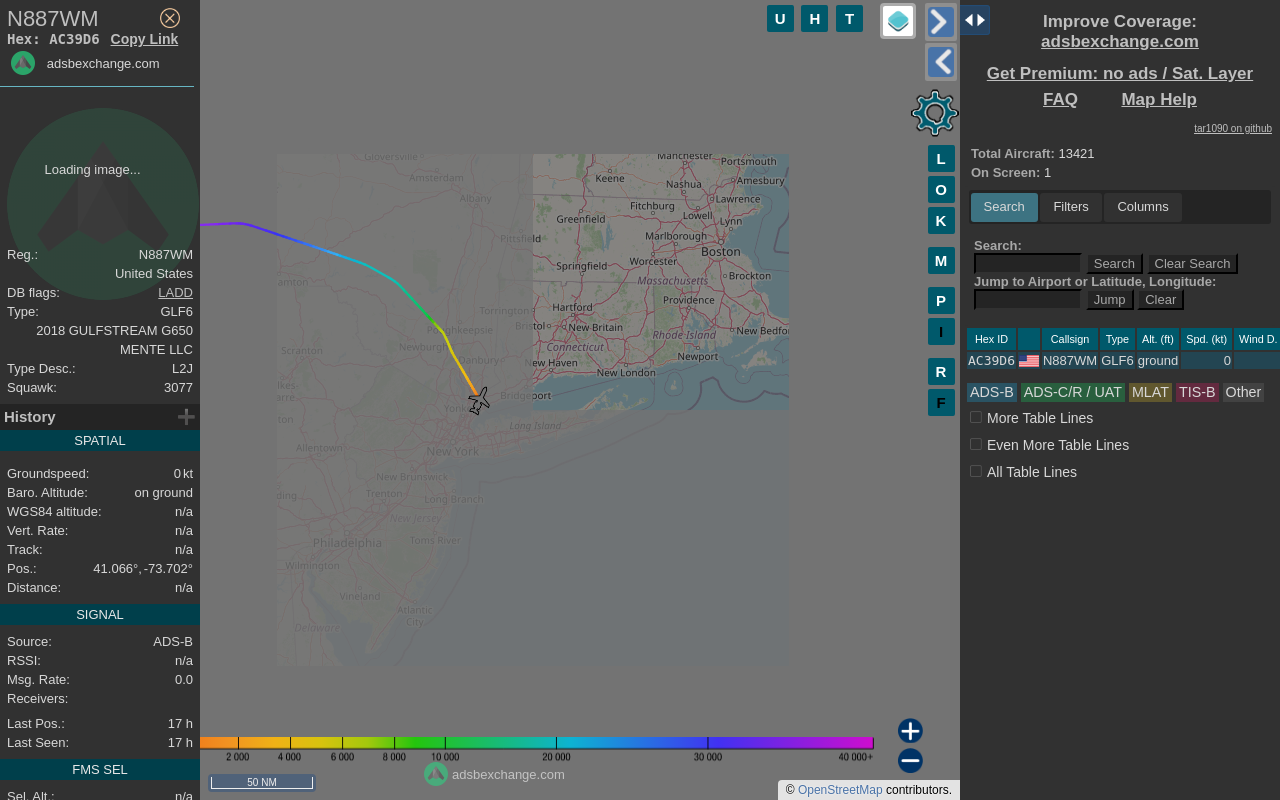 N887WM
Hex: AC39D6 Copy Link
adsbexchange.com
Loading image...
Reg.: N887WM
United States
DB flags: LADD
Type: GLF6
2018 GULFSTREAM G650
MENTE LLC
Type Desc.: L2J
Squawk: 3077
History
SPATIAL
Groundspeed: 0 kt
Baro. Altitude: on ground
WGS84 altitude: n/a
Vert. Rate: n/a
Track: n/a
Pos.: 41.066°, -73.702°
Distance: n/a
SIGNAL
Source: ADS-B
RSSI: n/a
Msg. Rate: 0.0
Receivers:
Last Pos.: 17 h
Last Seen: 17 h
FMS SEL
Sel. Alt.: n/a
U H T
L
O
K
M
P
I
R
F
Gloversville
Manchester
Portsmouth
Amsterdam
Keene
Nashua
Amesbury
Albany
Fitchburg
Lawrence
Greenfield
Lowell
Lynn
Pittsfield
Marlborough
Boston
Springfield
Worcester
Brockton
Massachusetts
Providence
Torrington
Hartford
Poughkeepsie
Bristol
New Britain
Rhode Island
New Bedfo
Newburgh
Connecticut
Scranton
Danbury
New Haven
Newport
New London
Bridgeport
Long Island
Allentown
New York
New Brunswick
Trenton
Long Branch
New Jersey
Philadelphia
Toms River
Wilmington
Vineland
Atlantic
City
Delaware
2 000 4 000 6 000 8 000 10 000 20 000 30 000 40 000+
50 NM
adsbexchange.com
© OpenStreetMap contributors.
Improve Coverage:
adsbexchange.com
Get Premium: no ads / Sat. Layer
FAQ Map Help
tar1090 on github
Total Aircraft: 13421
On Screen: 1
Search Filters Columns
Search:
Search Clear Search
Jump to Airport or Latitude, Longitude:
Jump Clear
Hex ID Callsign Type Alt. (ft) Spd. (kt) Wind D.
AC39D6 N887WM GLF6 ground 0
ADS-B ADS-C/R / UAT MLAT TIS-B Other
More Table Lines
Even More Table Lines
All Table Lines